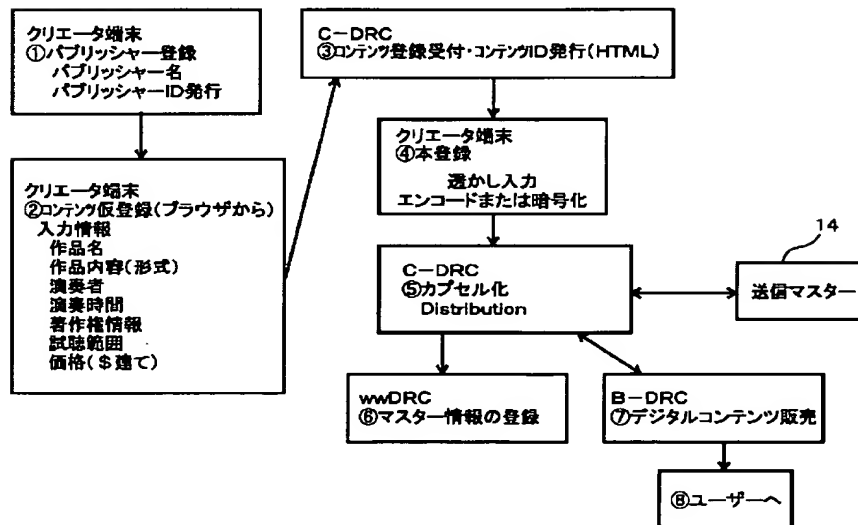 クリエータ端末
①パブリッシャー登録
パブリッシャー名
パブリッシャーID発行
クリエータ端末
②コンテンツ仮登録(ブラウザから)
入力情報
作品名
作品内容(形式)
演奏者
演奏時間
著作権情報
試聴範囲
価格($建て)
C-DRC
③コンテンツ登録受付・コンテンツID発行(HTML)
クリエータ端末
④本登録
透かし入力
エンコードまたは暗号化
C-DRC
⑤カプセル化
Distribution
14
送信マスター
wwDRC
⑥マスター情報の登録
B-DRC
⑦デジタルコンテンツ販売
⑧ユーザーへ